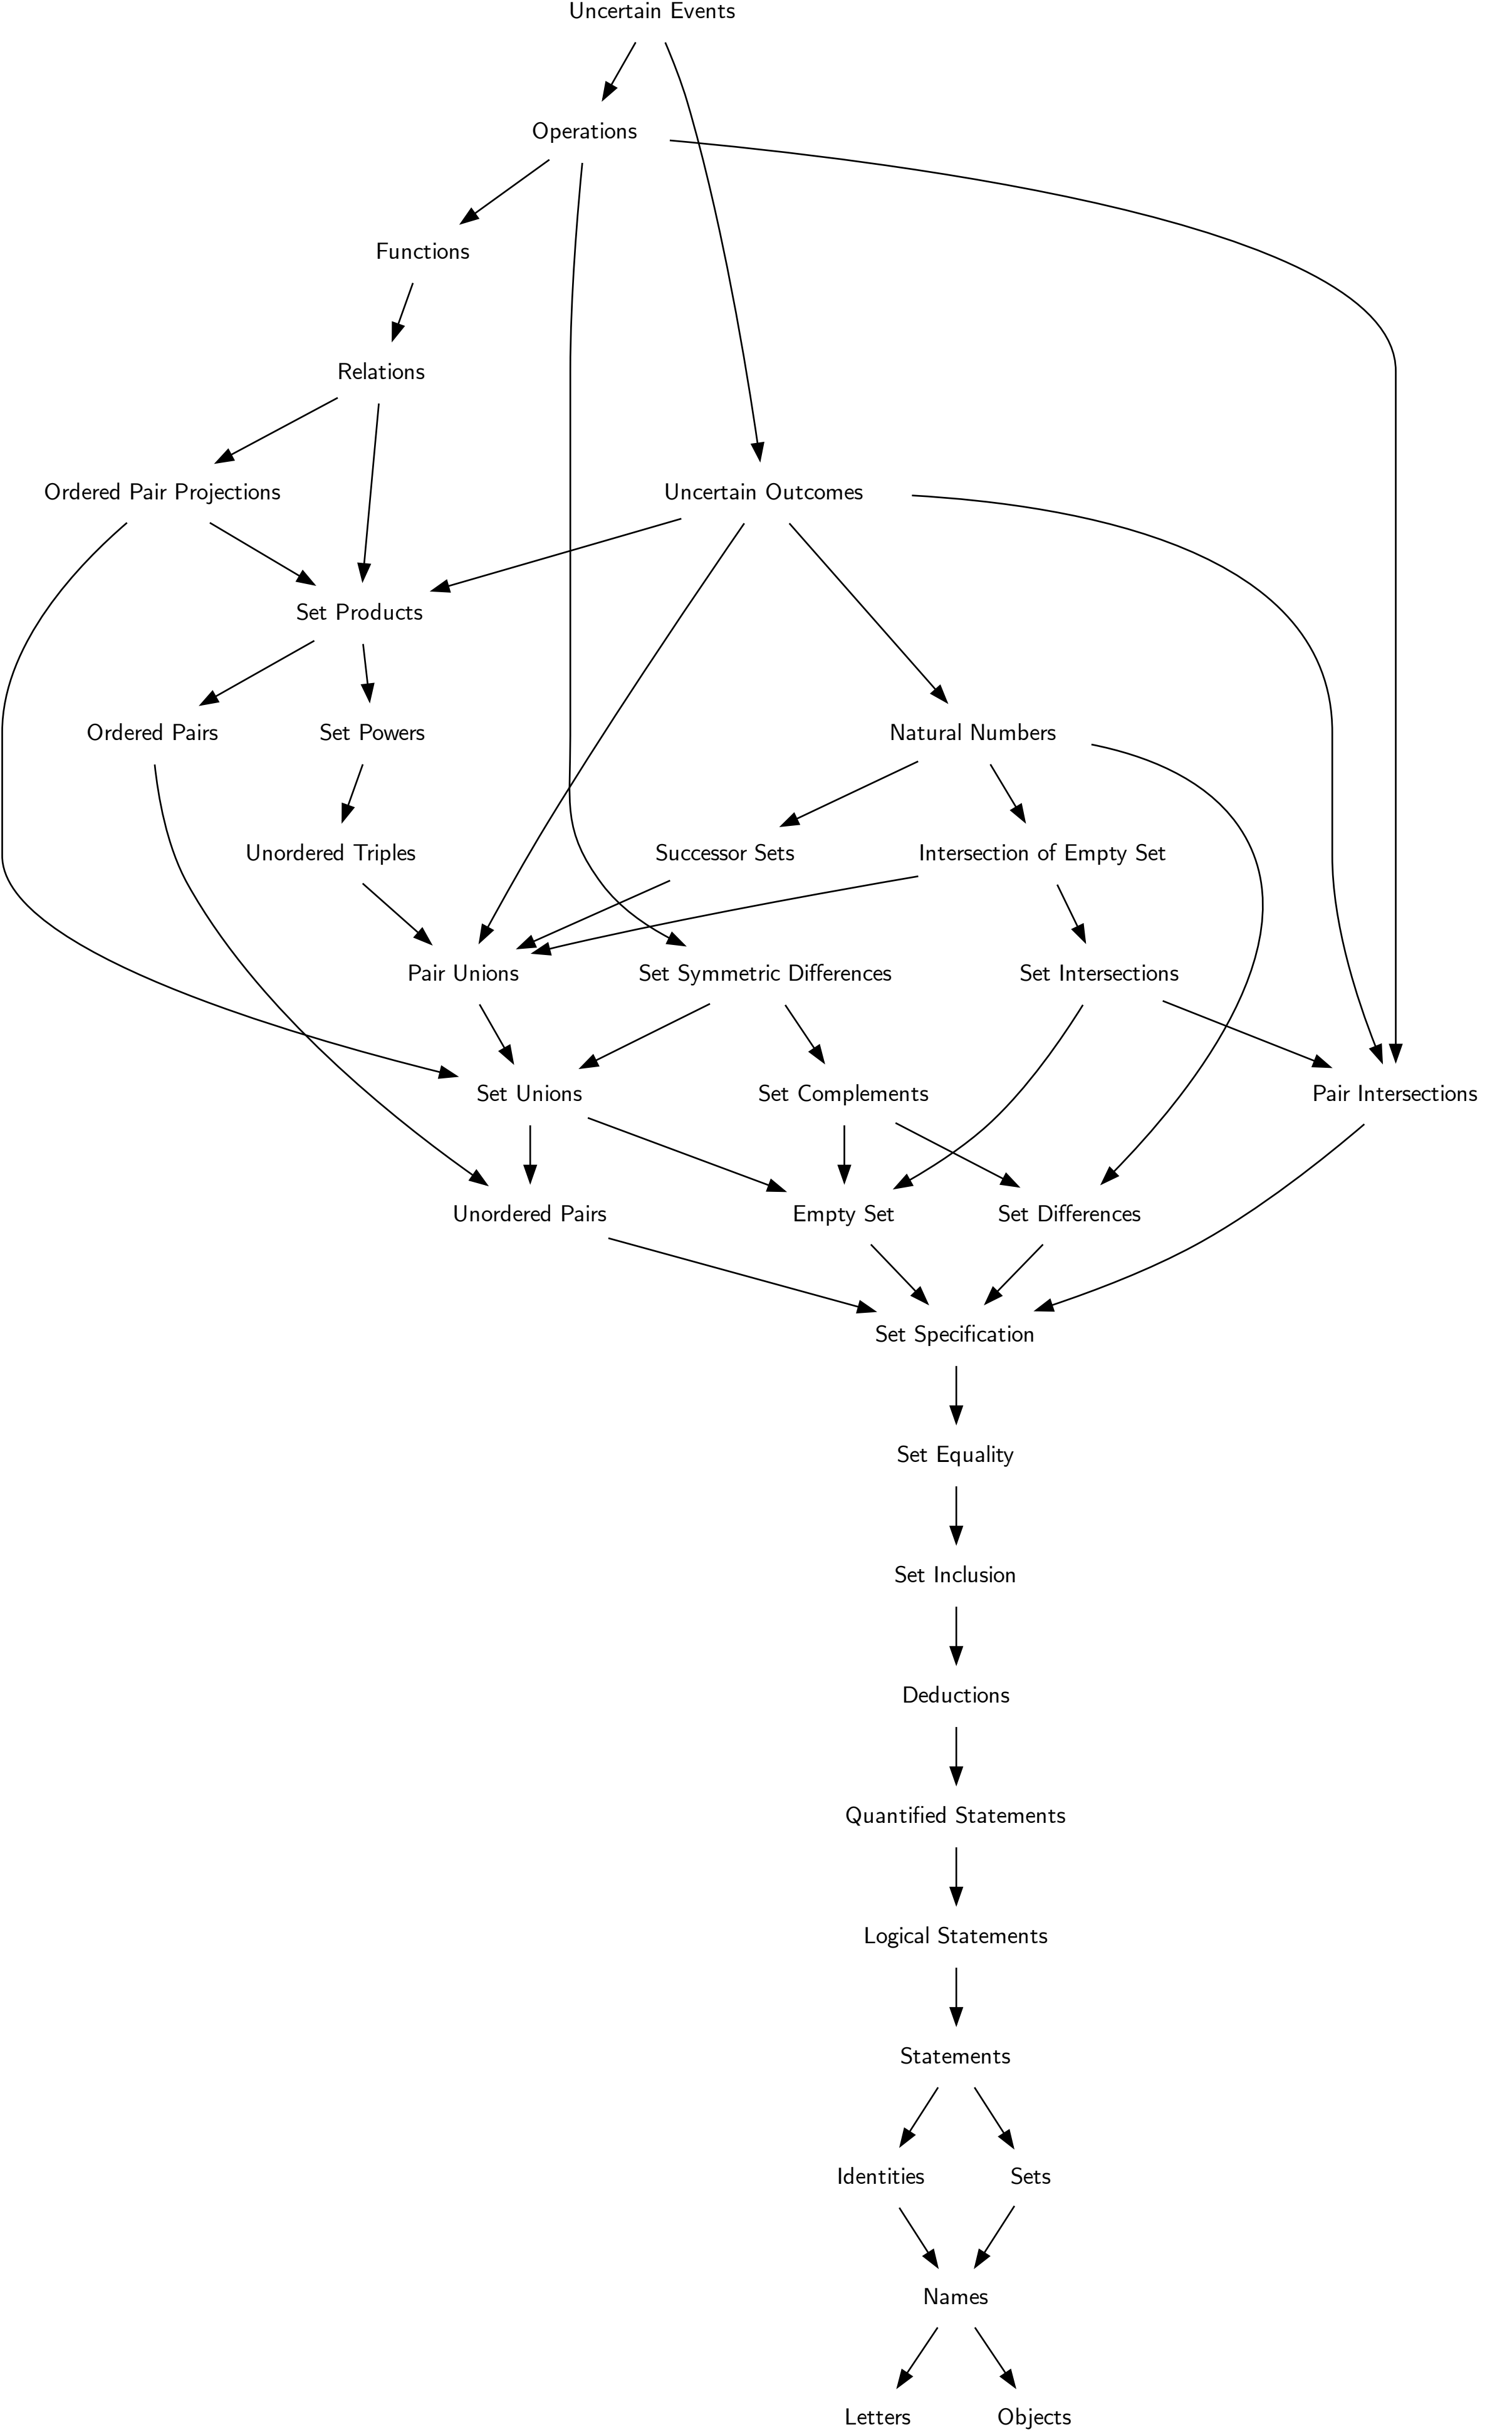 Uncertain Events
Operations
Functions
Relations
Ordered Pair Projections
Uncertain Outcomes
Set Products
Ordered Pairs
Set Powers
Natural Numbers
Unordered Triples
Successor Sets
Intersection of Empty Set
Pair Unions
Set Symmetric Differences
Set Intersections
Set Unions
Set Complements
Pair Intersections
Unordered Pairs
Empty Set
Set Differences
Set Specification
Set Equality
Set Inclusion
Deductions
Quantified Statements
Logical Statements
Statements
Identities
Sets
Names
Letters
Objects